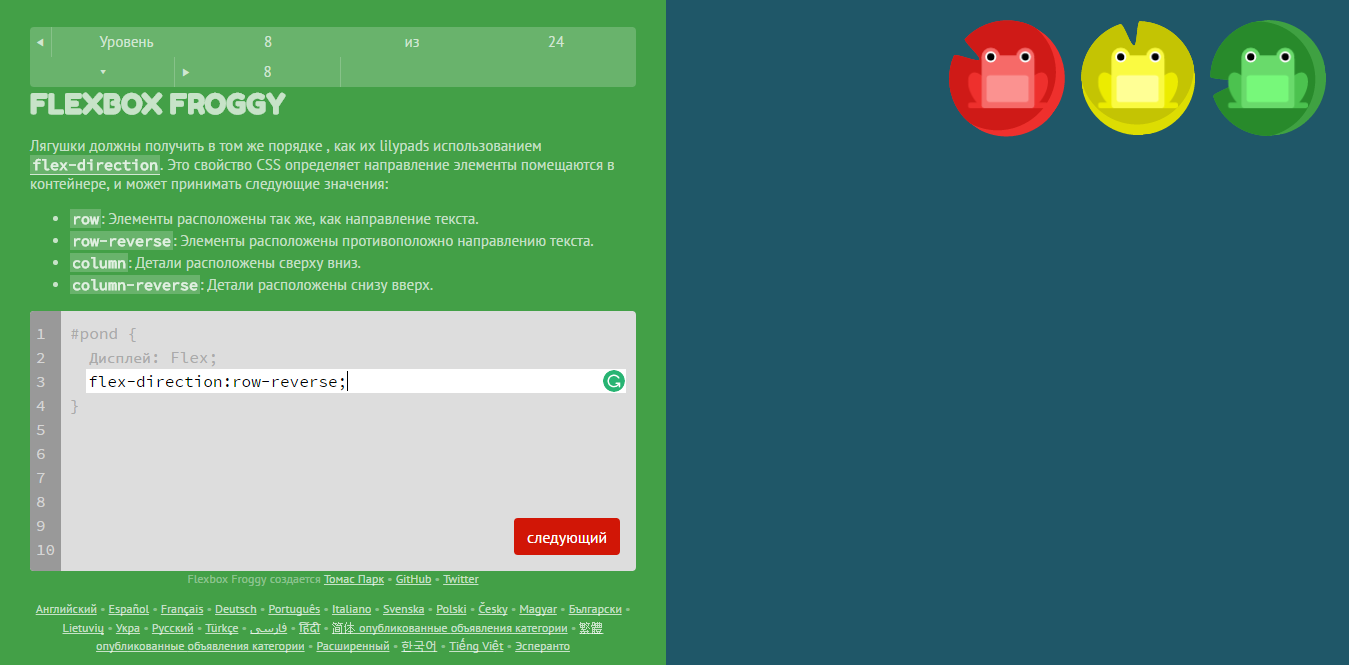 ◀ Уровень 8 из 24
▼ ▶ 8
FLEXBOX FROGGY
Лягушки должны получить в том же порядке , как их lilypads использованием
flex-direction. Это свойство CSS определяет направление элементы помещаются в
контейнере, и может принимать следующие значения:
• row: Элементы расположены так же, как направление текста.
• row-reverse: Элементы расположены противоположно направлению текста.
• column: Детали расположены сверху вниз.
• column-reverse: Детали расположены снизу вверх.
1 #pond {
2 Дисплей: Flex;
3 flex-direction:row-reverse;
4 }
5
6
7
8
9
10
следующий
Flexbox Froggy создается Томас Парк • GitHub • Twitter
Английский • Español • Français • Deutsch • Português • Italiano • Svenska • Polski • Česky • Magyar • Български •
Lietuvių • Укра • Русский • Türkçe • فارسی • हिंदी • 简体 опубликованные объявления категории • 繁體
опубликованные объявления категории • Расширенный • 한국어 • Tiếng Việt • Эсперанто